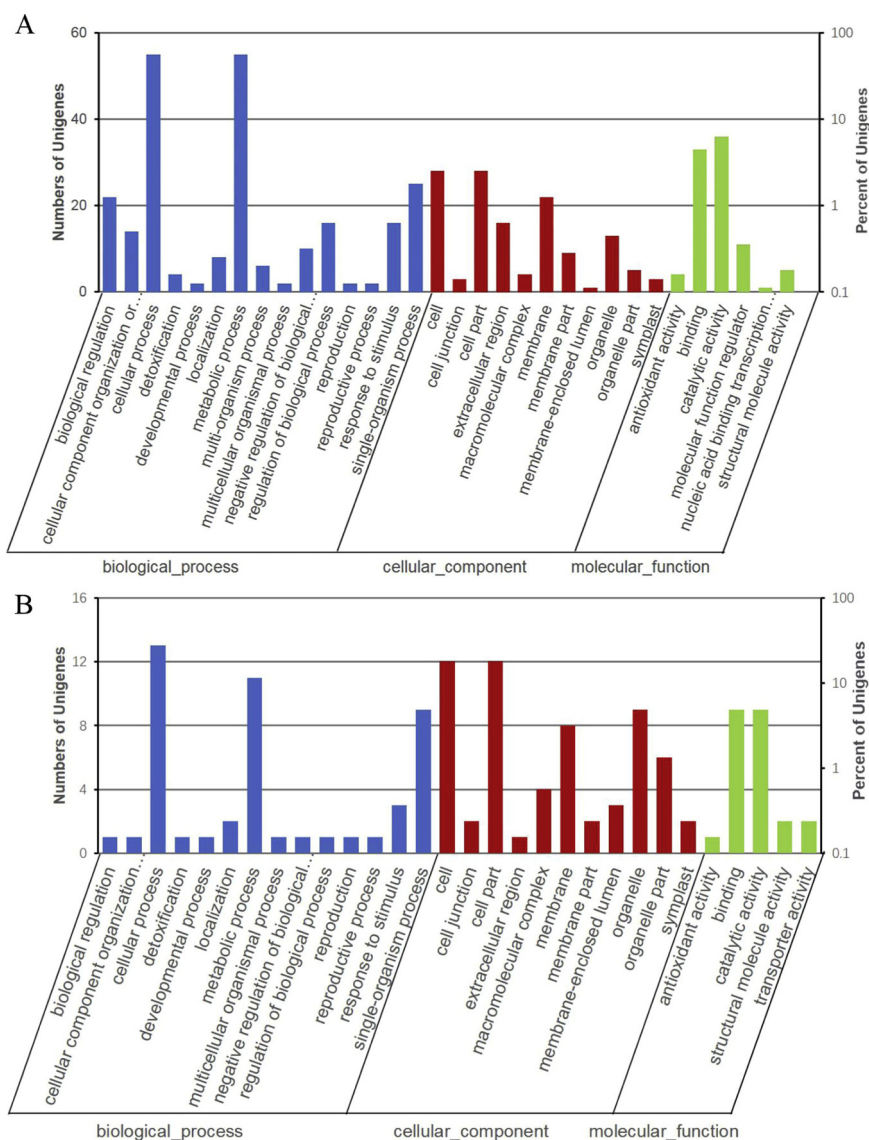 A
60
40
20
0
Numbers of Unigenes
100
10
1
0.1
Percent of Unigenes
biological regulation
cellular component organization or...
cellular process
detoxification
developmental process
localization
metabolic process
multi-organism process
multicellular organismal process
negative regulation of biological...
regulation of biological process
reproduction
reproductive process
response to stimulus
single-organism process
cell
cell junction
cell part
extracellular region
macromolecular complex
membrane
membrane part
membrane-enclosed lumen
organelle
organelle part
symplast
antioxidant activity
binding
catalytic activity
molecular function regulator
nucleic acid binding transcription...
structural molecule activity
biological_process
cellular_component
molecular_function
B
16
12
8
4
0
Numbers of Unigenes
100
10
1
0.1
Percent of Unigenes
biological regulation
cellular component organization...
cellular process
detoxification
developmental process
localization
metabolic process
multicellular organismal process
negative regulation of biological...
regulation of biological process
reproduction
reproductive process
response to stimulus
single-organism process
cell
cell junction
cell part
extracellular region
macromolecular complex
membrane
membrane part
membrane-enclosed lumen
organelle
organelle part
symplast
antioxidant activity
binding
catalytic activity
structural molecule activity
transporter activity
biological_process
cellular_component
molecular_function